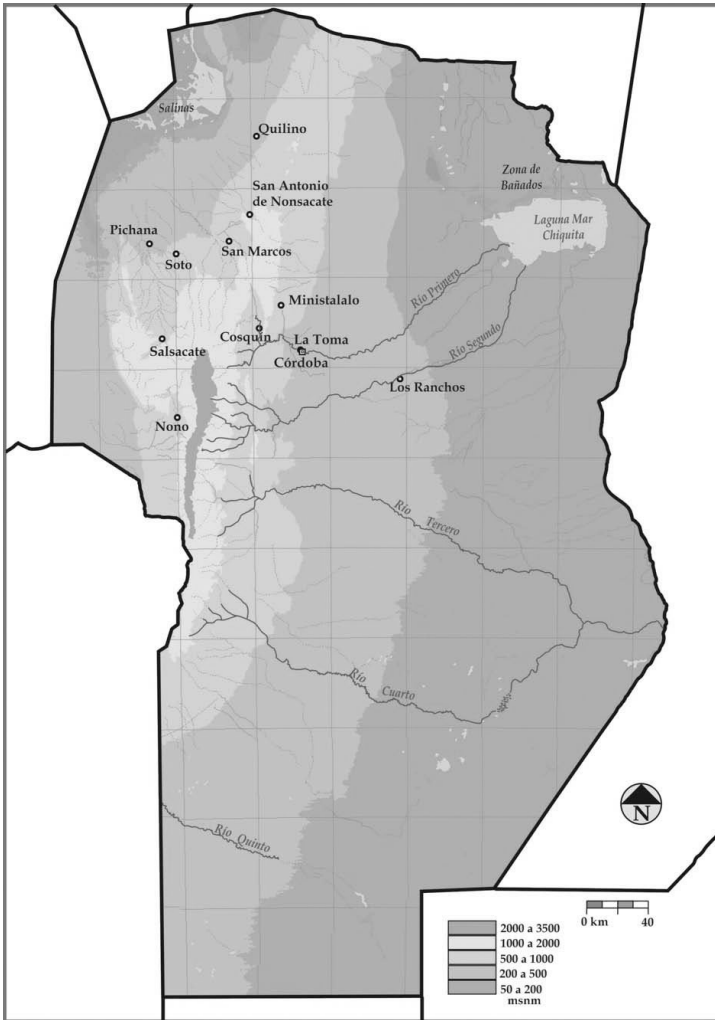 Salinas
Quilino
Zona de
Bañados
San Antonio
de Nonsacate
Laguna Mar
Chiquita
Pichana
San Marcos
Soto
Río Primero
Ministalalo
Cosquín
La Toma
Río Segundo
Salsacate
Córdoba
Los Ranchos
Nono
Río Tercero
Río Cuarto
Río Quinto
N
0 km 40
2000 a 3500
1000 a 2000
500 a 1000
200 a 500
50 a 200
msnm